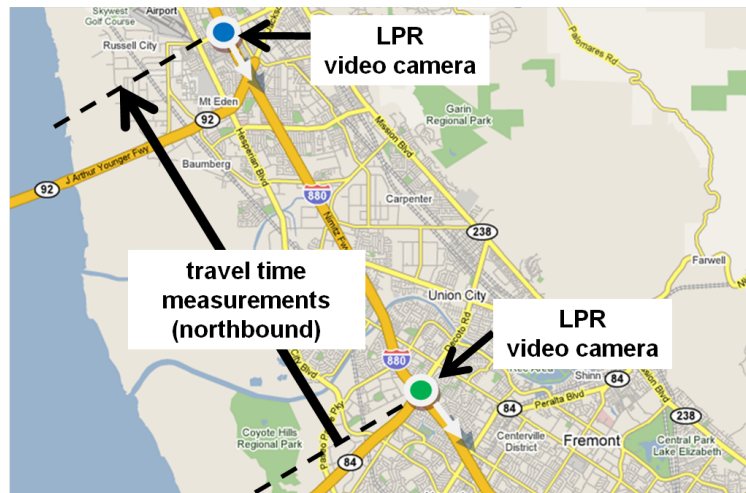 Skywest
Golf Course
Airport
Russell City
LPR
video camera
Palomares Rd
Mt Eden
92
Garin
Regional Park
Mission Blvd
Hesperian Blvd
J Arthur Younger Fwy
Baumberg
92
880
Carpenter
Nimitz Fwy
238
Farwell
travel time
measurements
(northbound)
Union City
LPR
video camera
Decoto Rd
880
City Blvd
Shinn
84
Peralta Blvd
84
238
Coyote Hills
Regional Park
Centerville
District
Fremont
Central Park
Lake Elizabeth
84